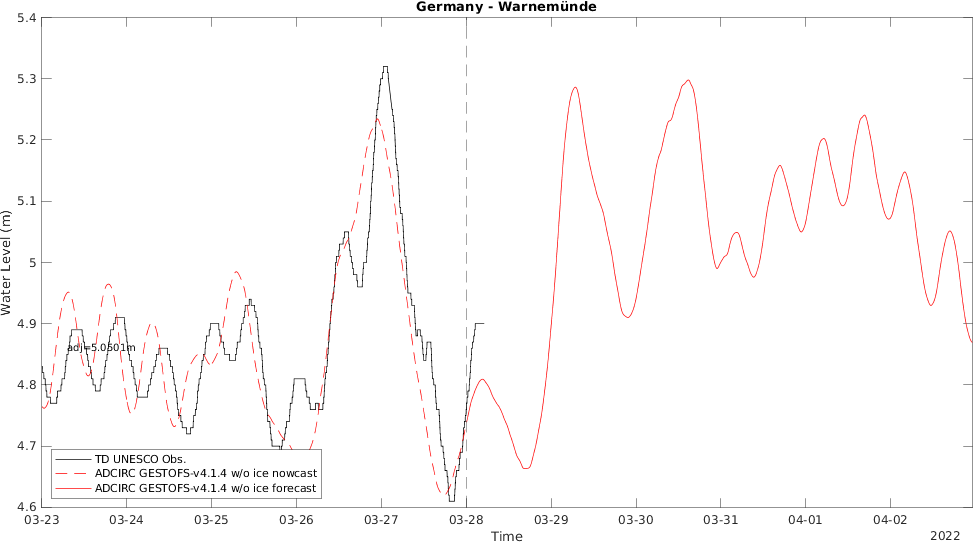 Germany - Warnemünde
5.4
5.3
5.2
5.1
5
4.9
4.8
4.7
4.6
Water Level (m)
adj=5.0501m
TD UNESCO Obs.
ADCIRC GESTOFS-v4.1.4 w/o ice nowcast
ADCIRC GESTOFS-v4.1.4 w/o ice forecast
03-23 03-24 03-25 03-26 03-27 03-28 03-29 03-30 03-31 04-01 04-02
Time
2022